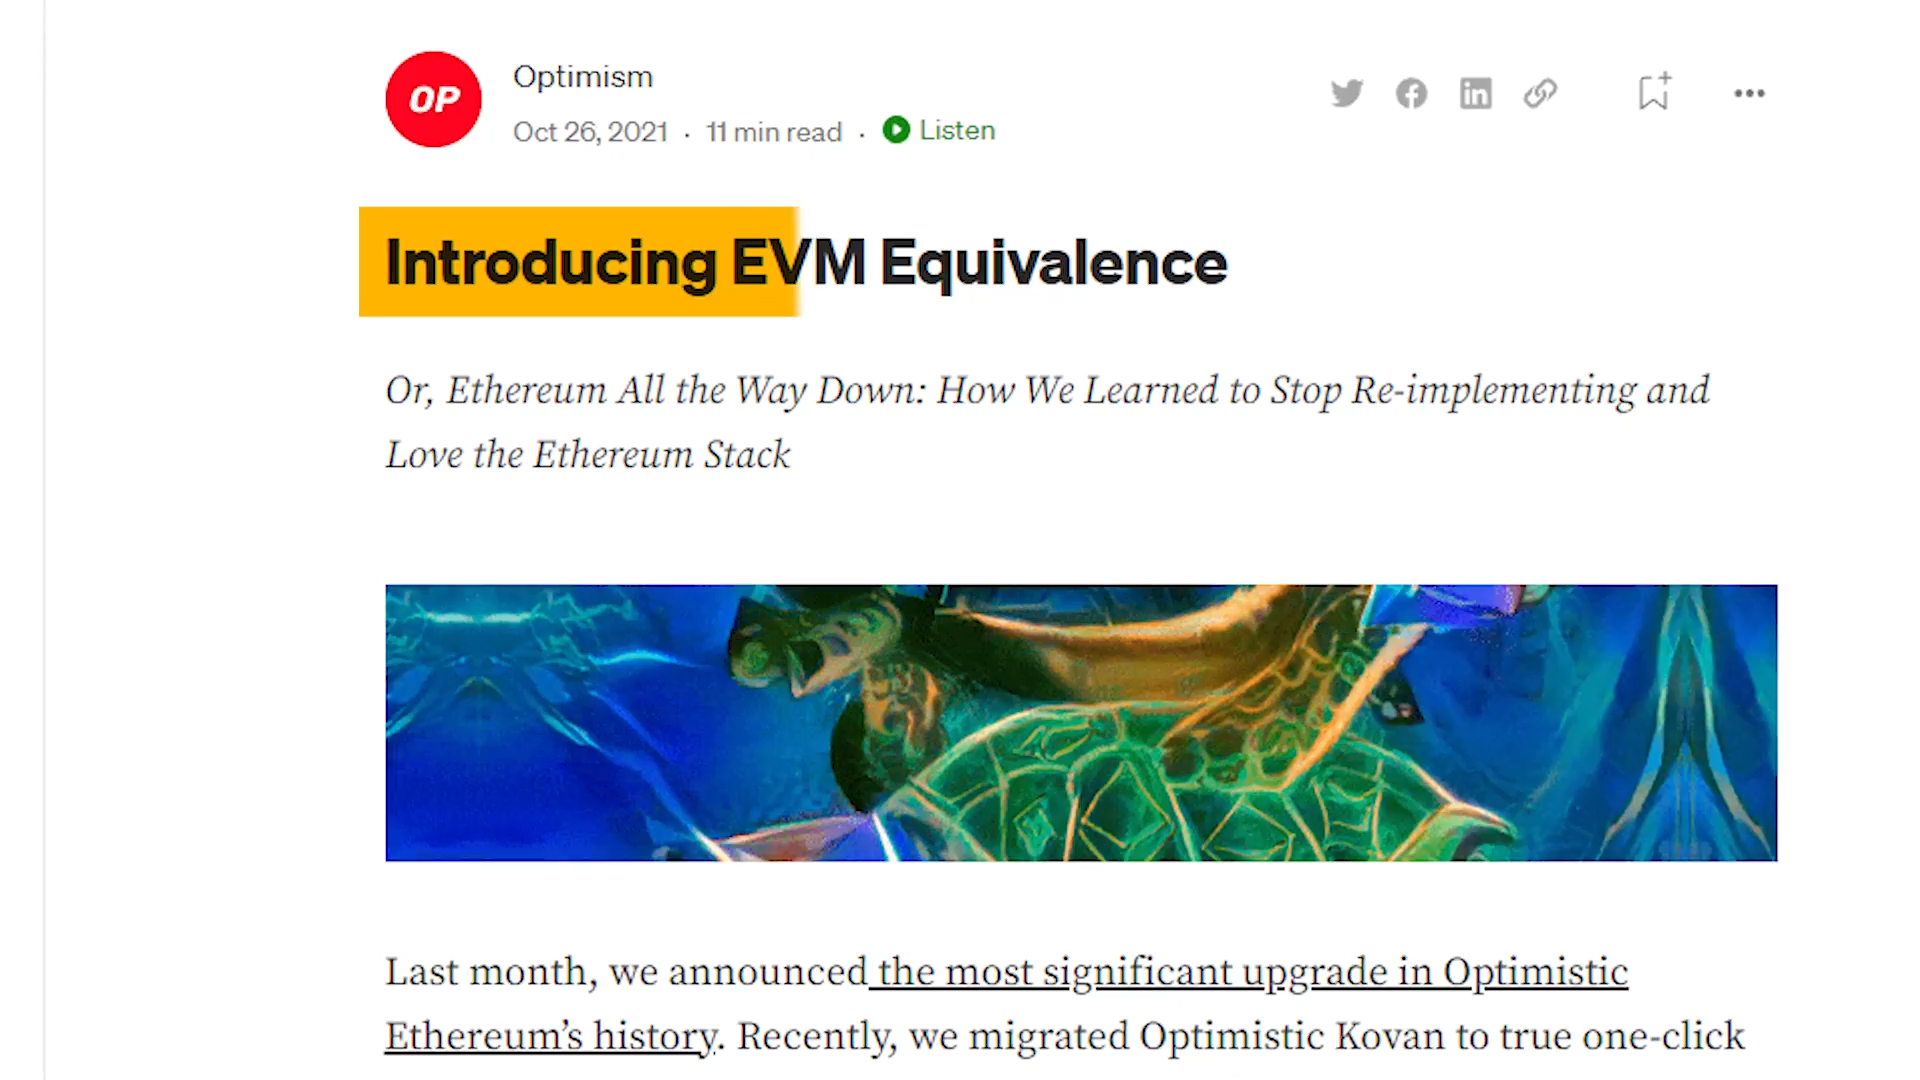 OP
Optimism
Oct 26, 2021 · 11 min read · Listen
Introducing EVM Equivalence
Or, Ethereum All the Way Down: How We Learned to Stop Re-implementing and
Love the Ethereum Stack
Last month, we announced the most significant upgrade in Optimistic
Ethereum’s history. Recently, we migrated Optimistic Kovan to true one-click